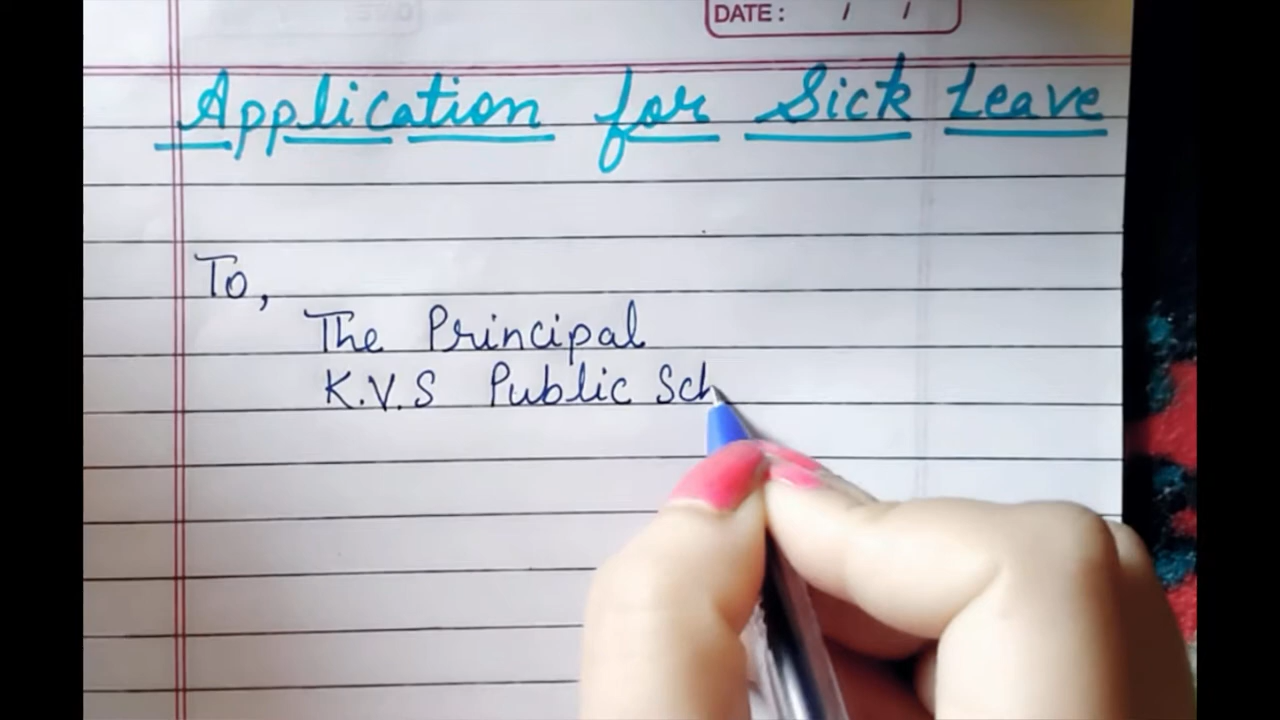 DATE: / /
Application for Sick Leave
To,
The Principal
K.V.S Public Sch